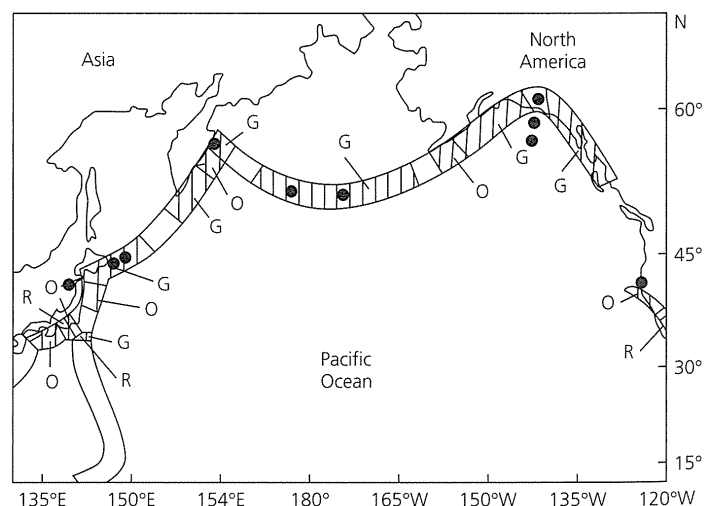 N
North
America
Asia
60°
G
G
G
O
O
G
G
45°
O
G
R
O
O
G
R
O
R
Pacific
Ocean
30°
15°
135°E
150°E
154°E
180°
165°W
150°W
135°W
120°W